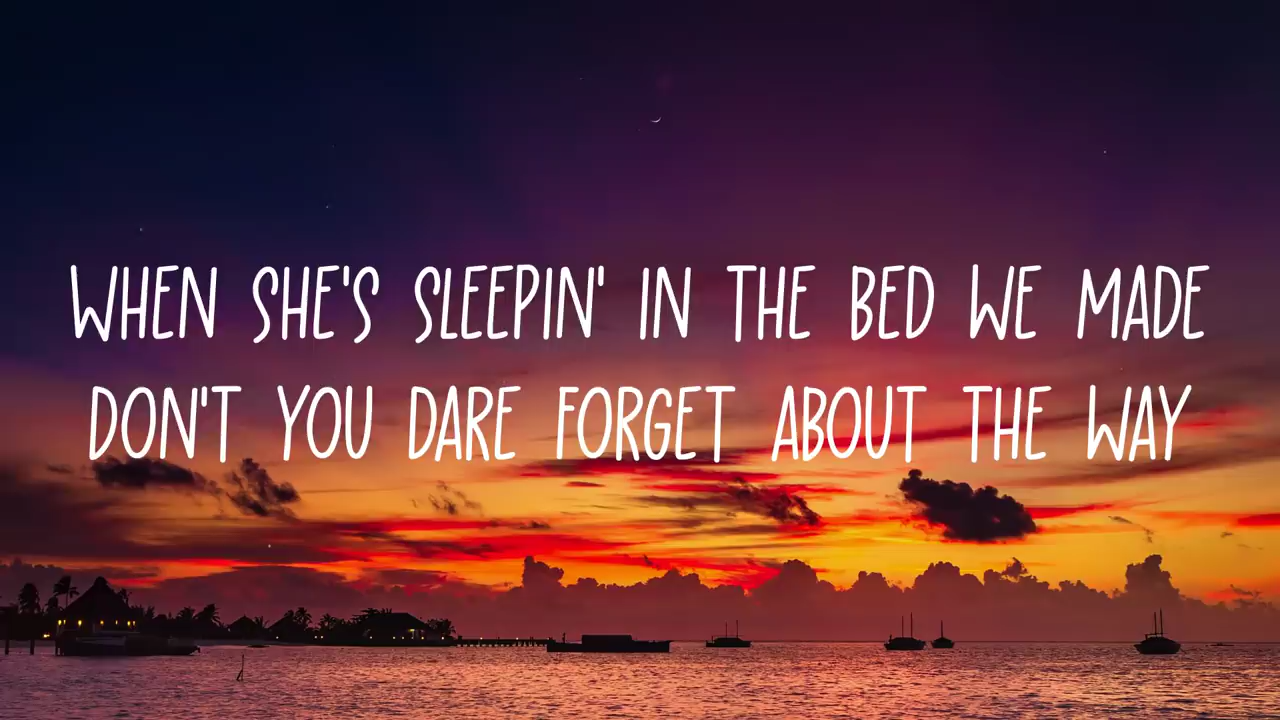 WHEN SHE'S SLEEPIN' IN THE BED WE MADE
DON'T YOU DARE FORGET ABOUT THE WAY